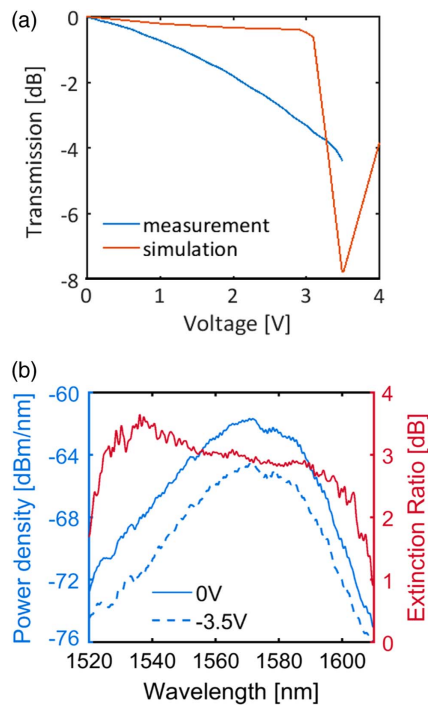 (a)
0
-2
-4
-6
-8
Transmission [dB]
measurement
simulation
0 1 2 3 4
Voltage [V]
(b)
-60
-64
-68
-72
-76
Power density [dBm/nm]
4
3
2
1
0
Extinction Ratio [dB]
0V
-3.5V
1520 1540 1560 1580 1600
Wavelength [nm]